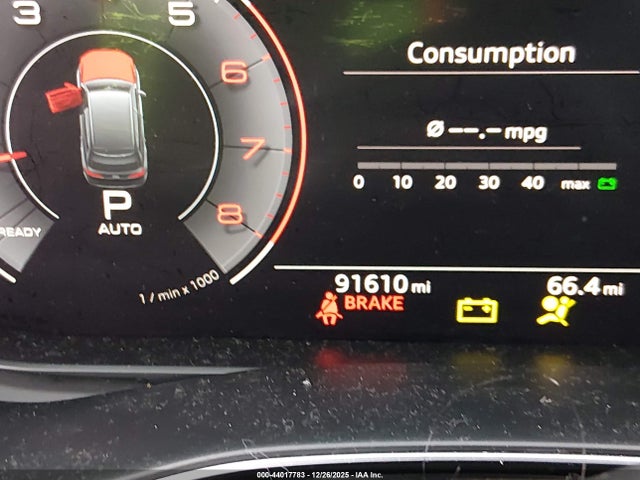 3
5
6
7
8
P
AUTO
READY
1 / min x 1000
Consumption
Ø --.- mpg
0 10 20 30 40 max
91610 mi
66.4 mi
BRAKE
000-44017783 - 12/26/2025 - IAA Inc.